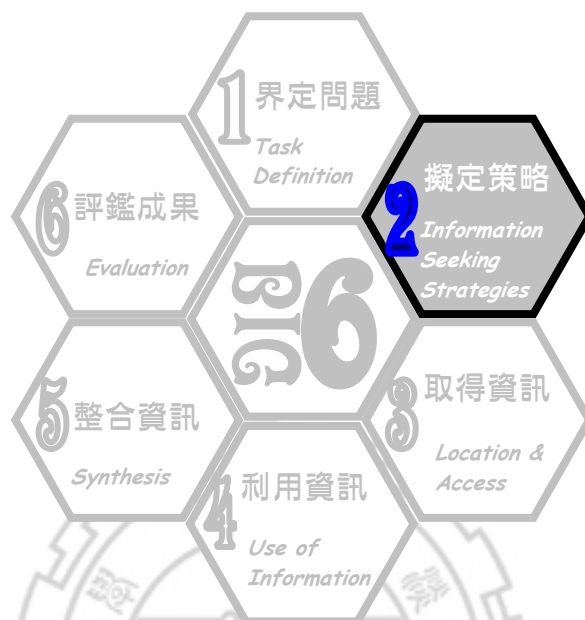 1
界定問題
Task
Definition
2
擬定策略
Information
Seeking
Strategies
3
取得資訊
Location &
Access
4
利用資訊
Use of
Information
5
整合資訊
Synthesis
6
評鑑成果
Evaluation
BIG
6